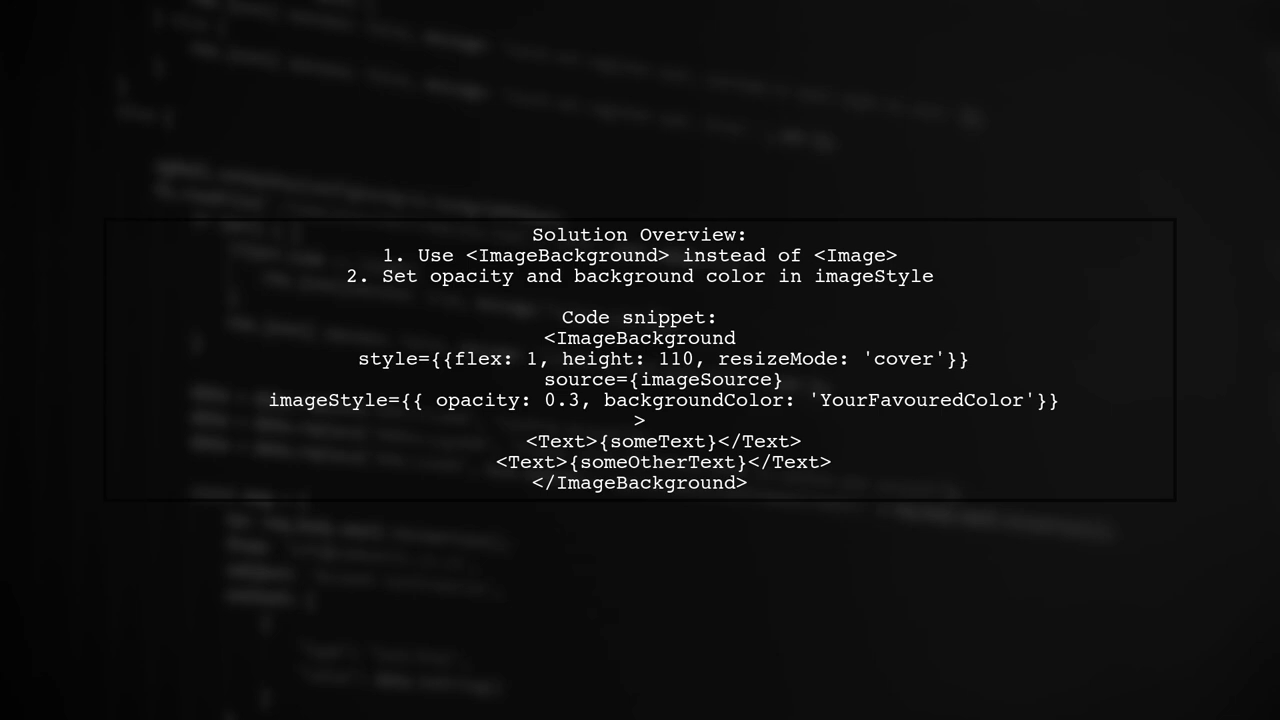 Solution Overview:
1. Use <ImageBackground> instead of <Image>
2. Set opacity and background color in imageStyle
Code snippet:
<ImageBackground
style={{flex: 1, height: 110, resizeMode: 'cover'}}
source={imageSource}
imageStyle={{ opacity: 0.3, backgroundColor: 'YourFavouredColor'}}
>
<Text>{someText}</Text>
<Text>{someOtherText}</Text>
</ImageBackground>